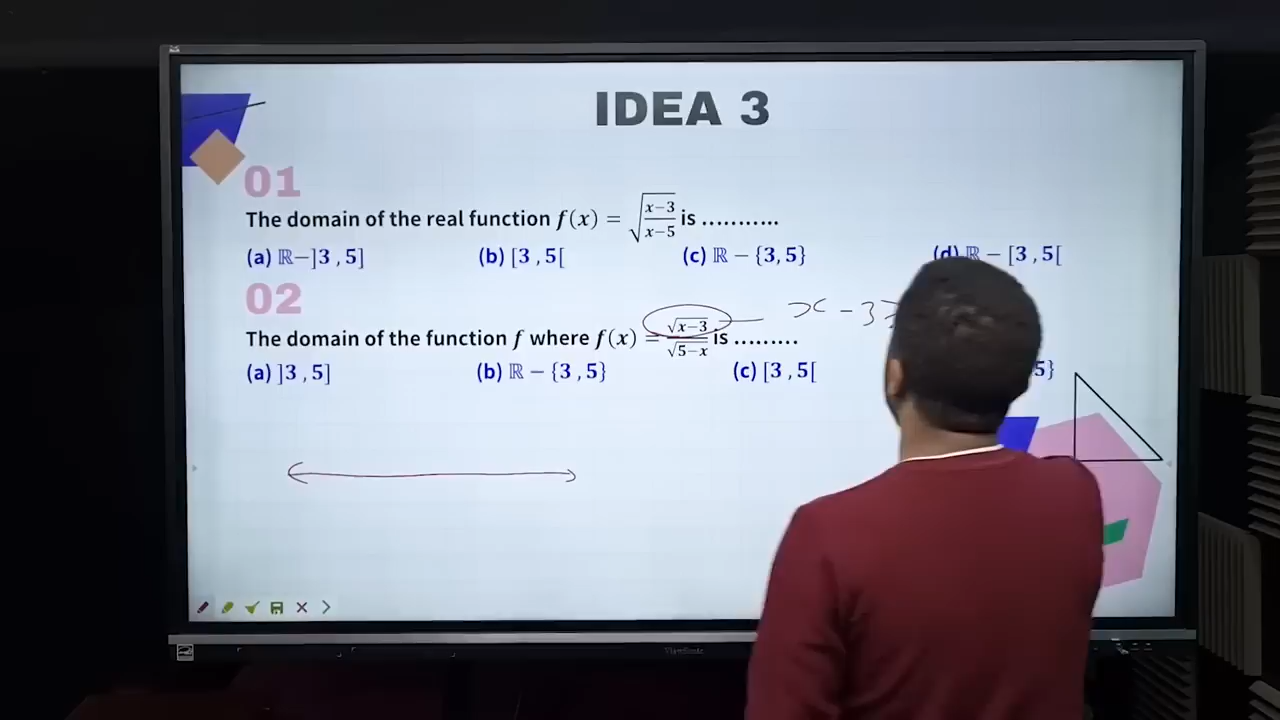 IDEA 3
01
The domain of the real function f(x) = √((x−3)/(x−5)) is ...........
(a) ℝ−]3 , 5] (b) [3 , 5[ (c) ℝ − {3, 5} (d) ℝ − [3 , 5[
02
x − 3
The domain of the function f where f(x) = √(x−3)/√(5−x) is .........
(a) ]3 , 5] (b) ℝ − {3 , 5} (c) [3 , 5[ 5}
ViewSonic